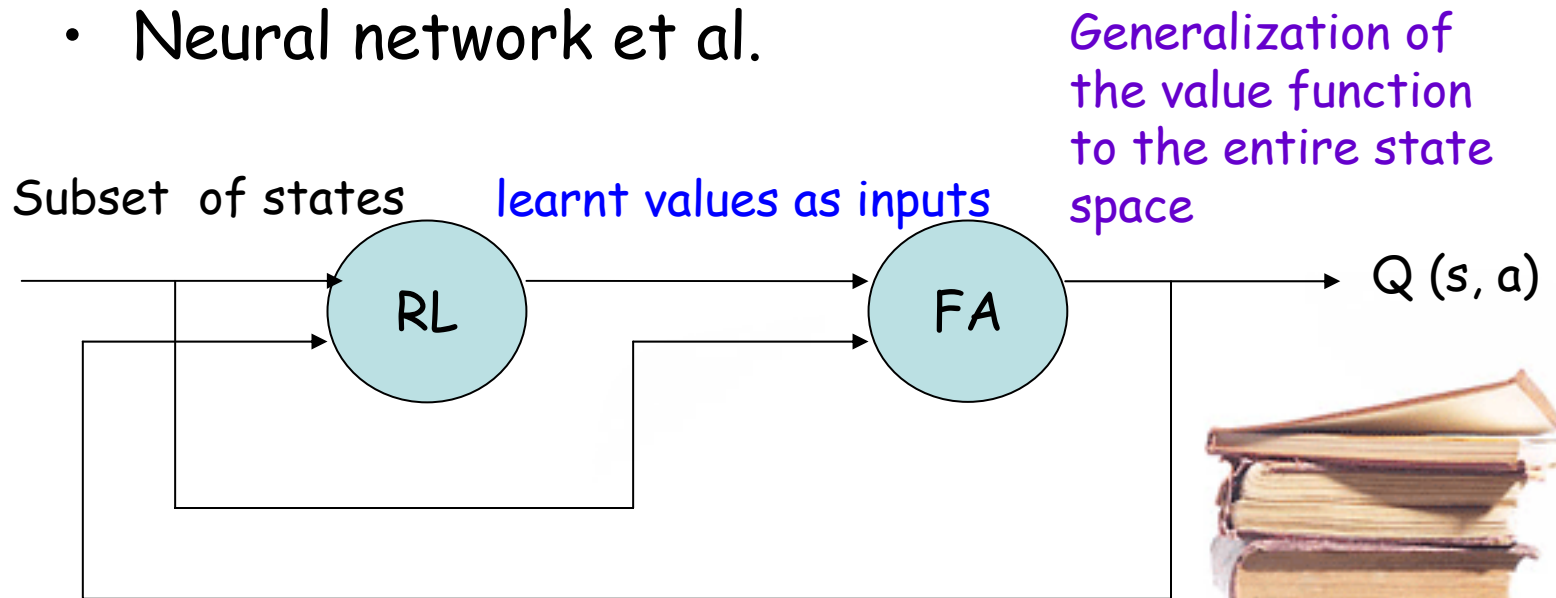 • Neural network et al.
Generalization of
the value function
to the entire state
space
Subset of states
learnt values as inputs
RL
FA
Q (s, a)